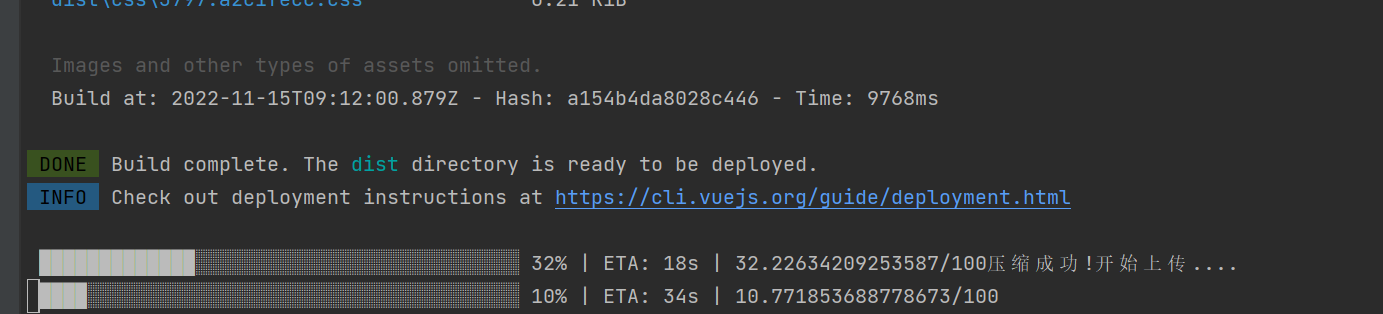 Images and other types of assets omitted.
Build at: 2022-11-15T09:12:00.879Z - Hash: a154b4da8028c446 - Time: 9768ms
DONE Build complete. The dist directory is ready to be deployed.
INFO Check out deployment instructions at https://cli.vuejs.org/guide/deployment.html
32% | ETA: 18s | 32.22634209253587/100压缩成功!开始上传....
10% | ETA: 34s | 10.771853688778673/100